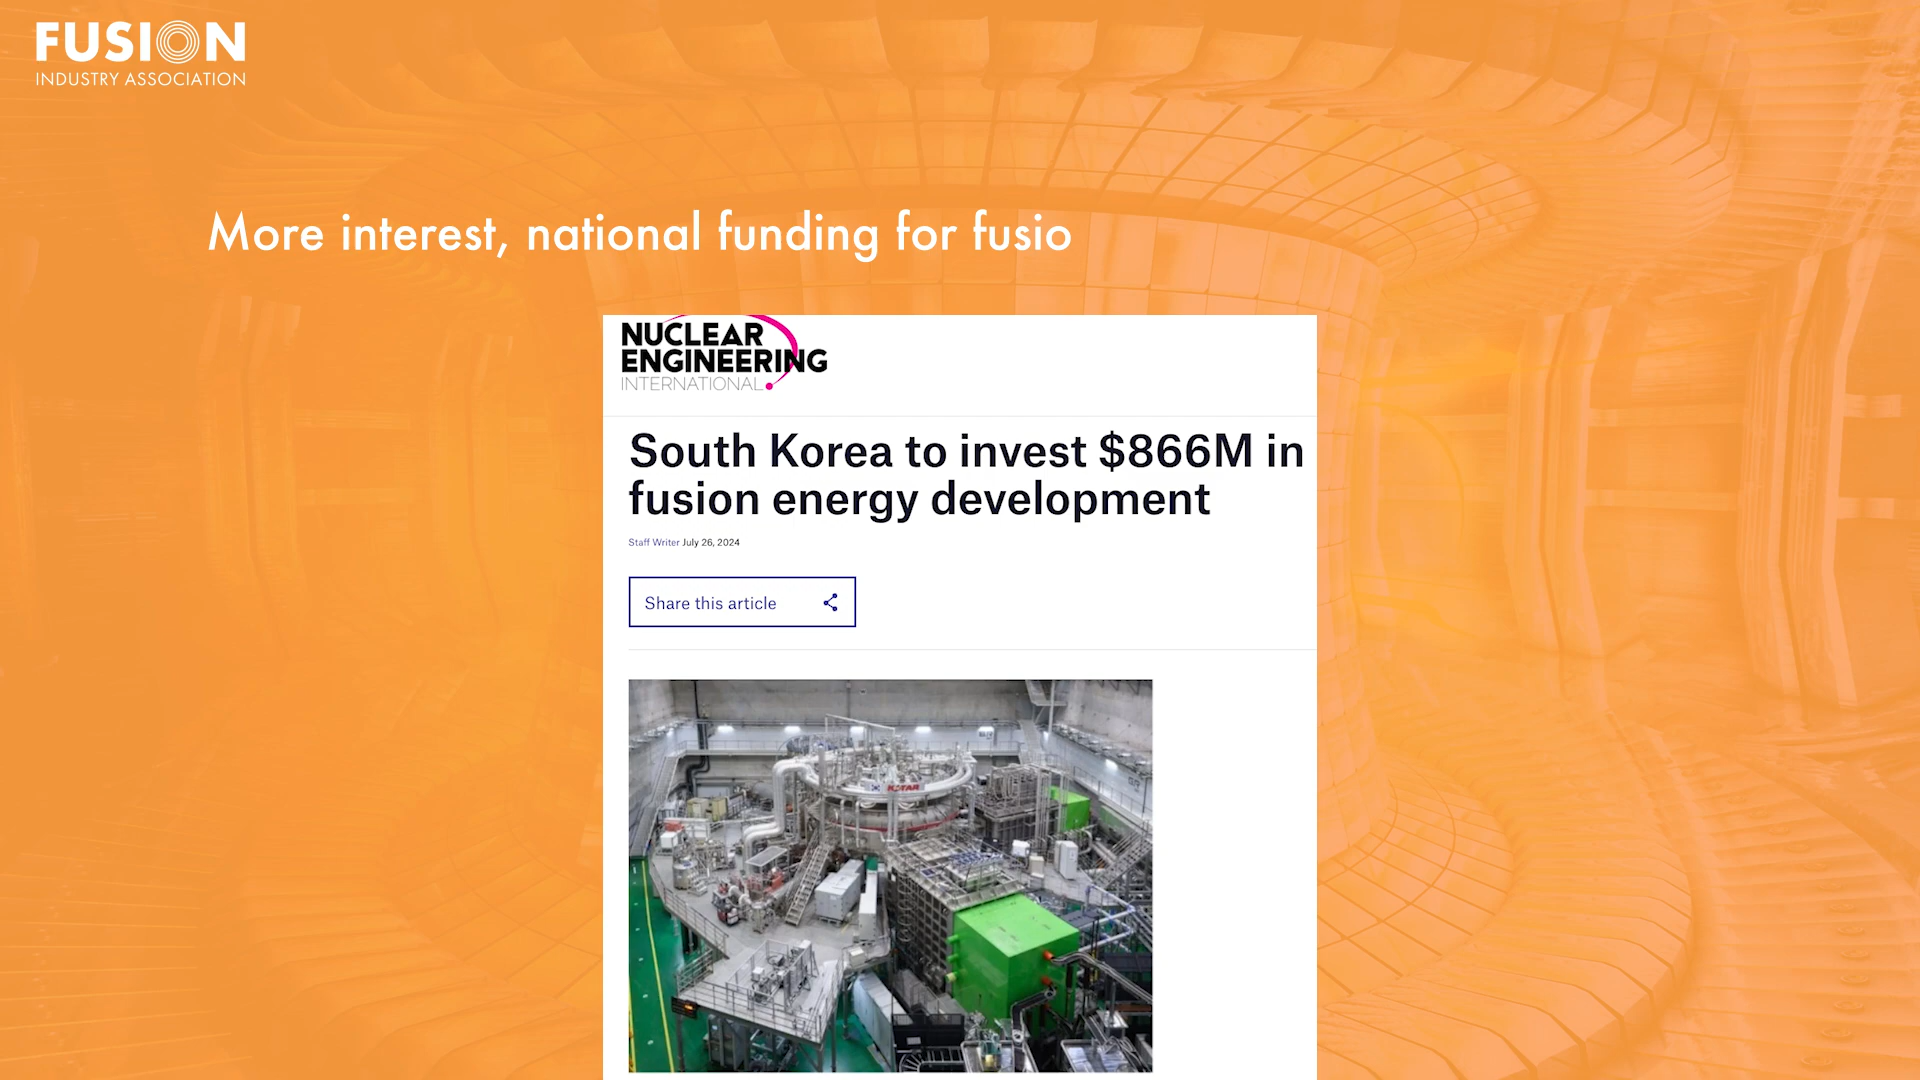 FUSION
INDUSTRY ASSOCIATION
More interest, national funding for fusio
NUCLEAR
ENGINEERING
INTERNATIONAL
South Korea to invest $866M in
fusion energy development
Staff Writer July 26, 2024
Share this article
KSTAR